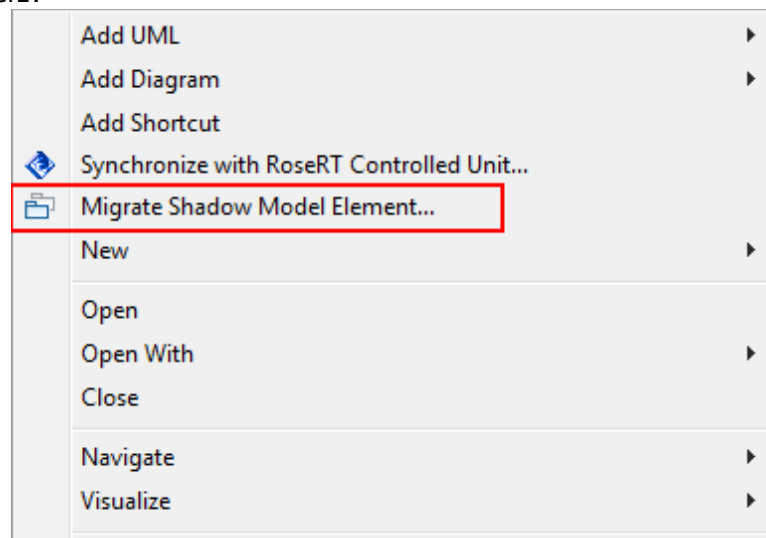 Add UML
Add Diagram
Add Shortcut
Synchronize with RoseRT Controlled Unit...
Migrate Shadow Model Element...
New
Open
Open With
Close
Navigate
Visualize